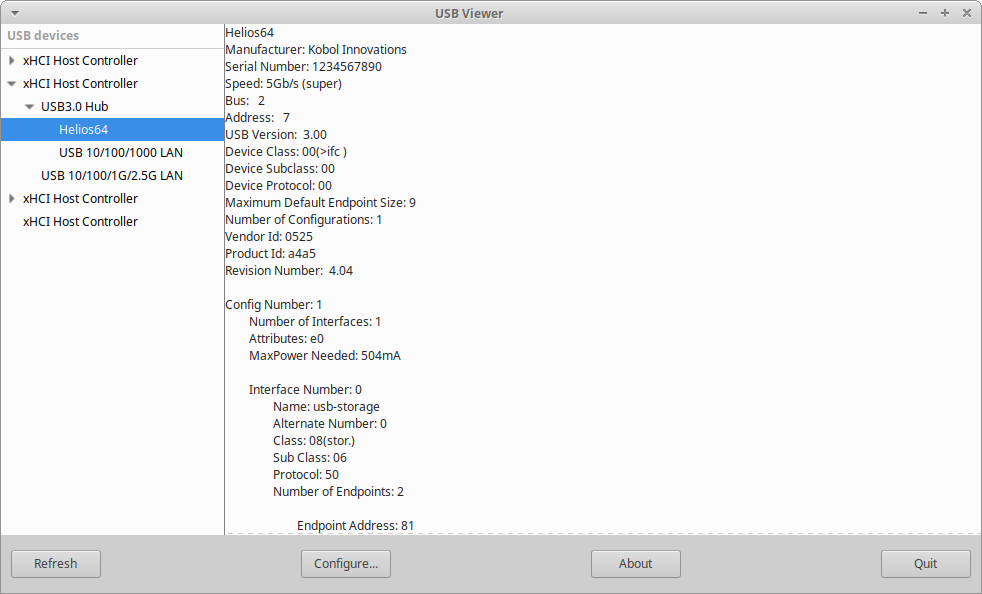 USB Viewer
USB devices
xHCI Host Controller
xHCI Host Controller
USB3.0 Hub
Helios64
USB 10/100/1000 LAN
USB 10/100/1G/2.5G LAN
xHCI Host Controller
xHCI Host Controller
Helios64
Manufacturer: Kobol Innovations
Serial Number: 1234567890
Speed: 5Gb/s (super)
Bus:   2
Address:   7
USB Version:  3.00
Device Class: 00(>ifc )
Device Subclass: 00
Device Protocol: 00
Maximum Default Endpoint Size: 9
Number of Configurations: 1
Vendor Id: 0525
Product Id: a4a5
Revision Number:  4.04
Config Number: 1
Number of Interfaces: 1
Attributes: e0
MaxPower Needed: 504mA
Interface Number: 0
Name: usb-storage
Alternate Number: 0
Class: 08(stor.)
Sub Class: 06
Protocol: 50
Number of Endpoints: 2
Endpoint Address: 81
Refresh
Configure...
About
Quit